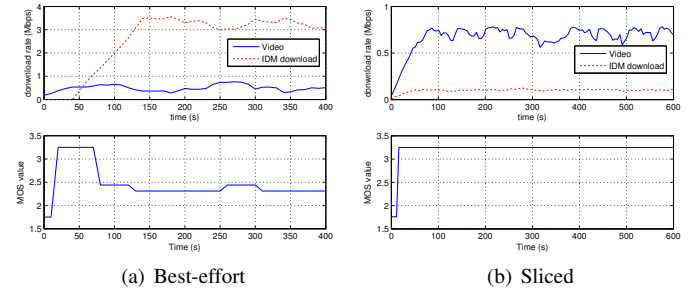 4
3
2
1
0
donwnload rate (Mbps)
0 50 100 150 200 250 300 350 400
time (s)
Video
IDM download
3.5
3
2.5
2
1.5
MOS value
0 50 100 150 200 250 300 350 400
Time (s)
(a) Best-effort
1
0.5
0
donwnload rate (Mbps)
0 100 200 300 400 500 600
time (s)
Video
IDM download
3.5
3
2.5
2
1.5
MOS value
0 100 200 300 400 500 600
Time (s)
(b) Sliced